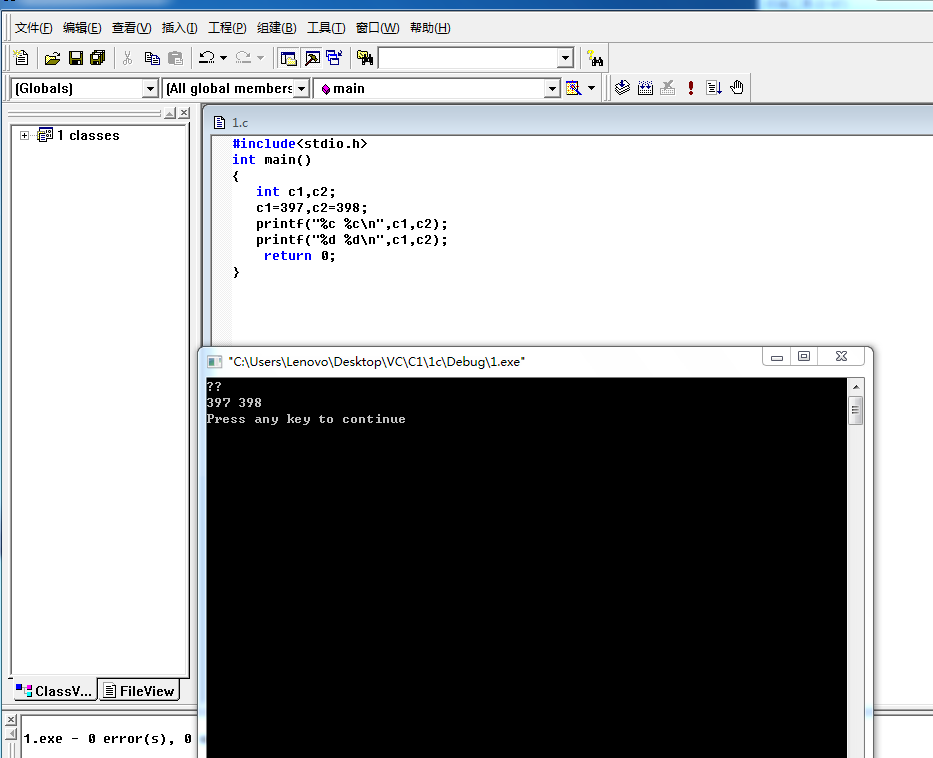 文件(F) 编辑(E) 查看(V) 插入(I) 工程(P) 组建(B) 工具(T) 窗口(W) 帮助(H)
(Globals) (All global members main
1 classes
1.c
#include<stdio.h>
int main()
{
int c1,c2;
c1=397,c2=398;
printf("%c %c\n",c1,c2);
printf("%d %d\n",c1,c2);
return 0;
}
"C:\Users\Lenovo\Desktop\VC\C1\1c\Debug\1.exe"
??
397 398
Press any key to continue
ClassV... FileView
1.exe - 0 error(s), 0